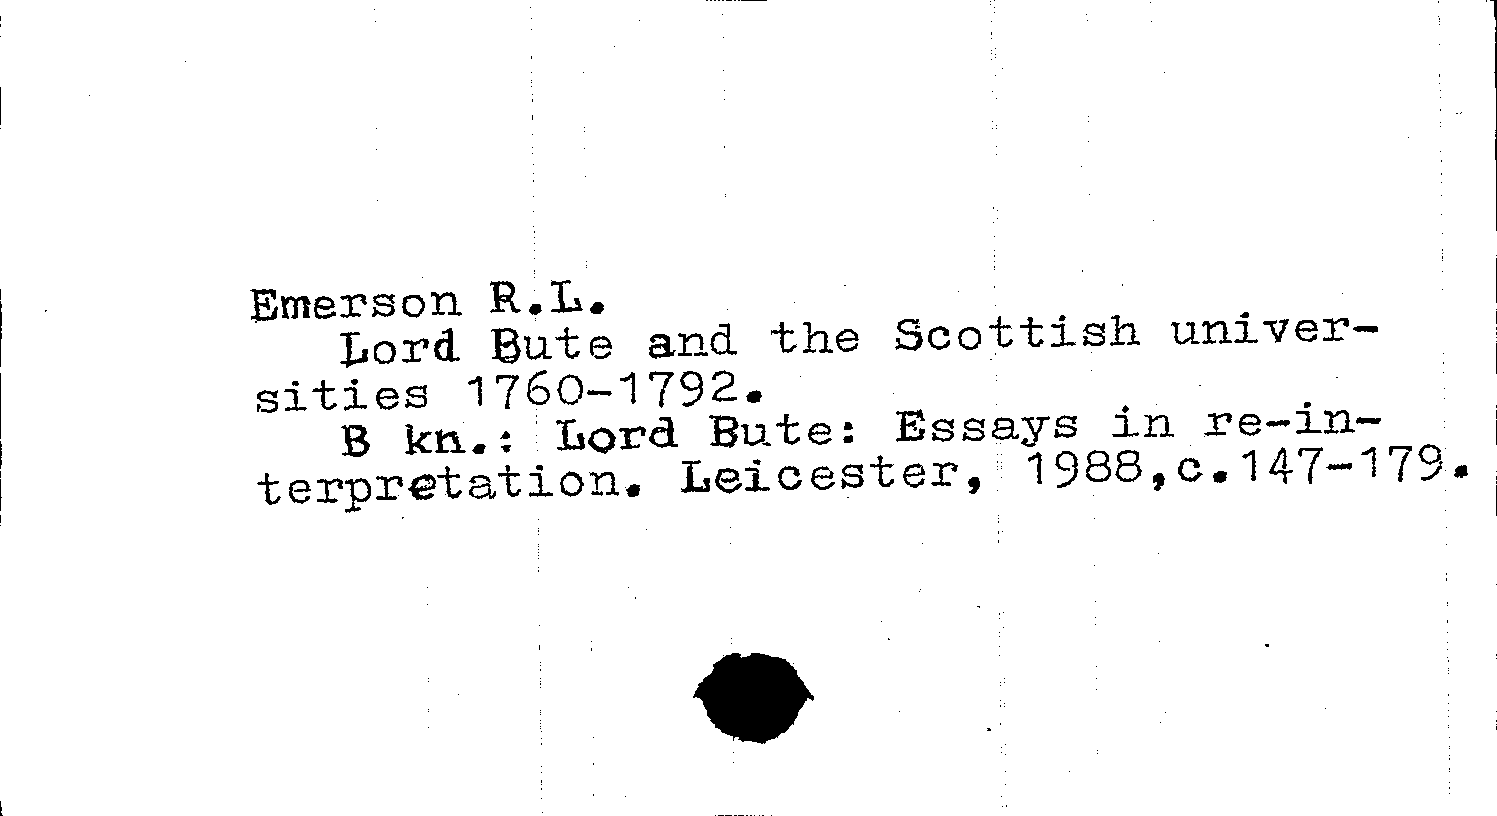 Emerson R.L.
Lord Bute and the Scottish univer-
sities 1760-1792.
B kn.: Lord Bute: Essays in re-in-
terpretation. Leicester, 1988,c.147-179.